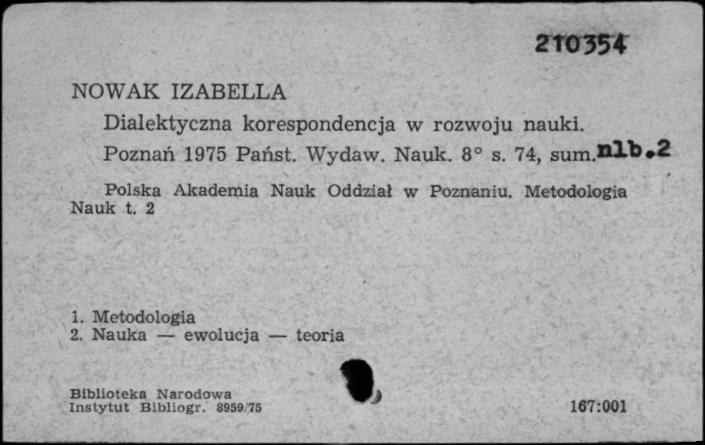 210354
NOWAK IZABELLA
Dialektyczna korespondencja w rozwoju nauki.
Poznań 1975 Państ. Wydaw. Nauk. 8° s. 74, sum. nlb.2
Polska Akademia Nauk Oddział w Poznaniu. Metodologia
Nauk t. 2
1. Metodologia
2. Nauka — ewolucja — teoria
Biblioteka Narodowa
Instytut Bibliogr. 8959/75
167:001